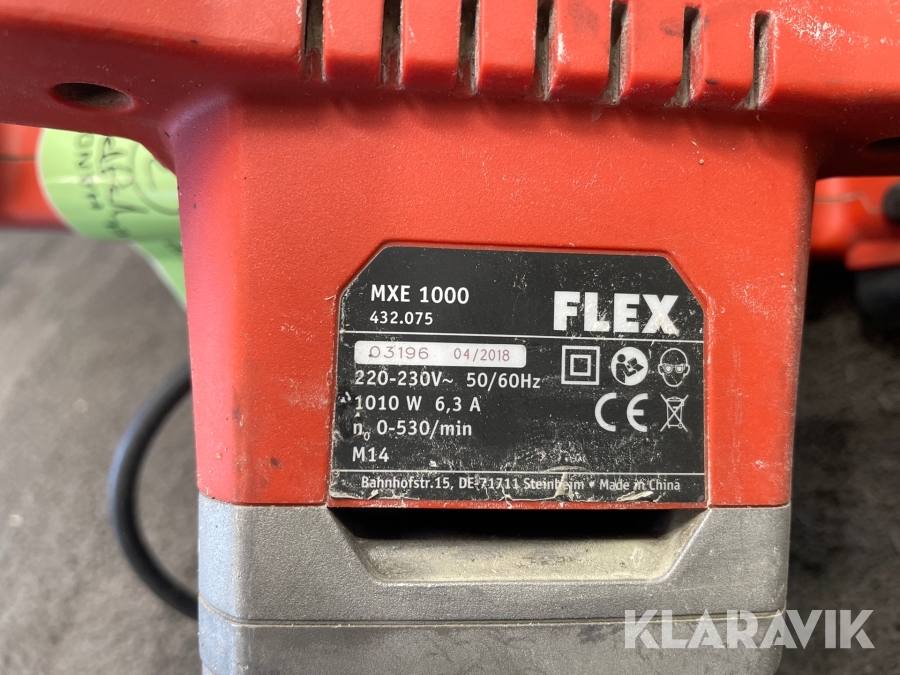 MXE 1000
432.075
FLEX
03196 04/2018
220-230V~ 50/60Hz
1010 W 6,3 A
n₀ 0-530/min
M14
CE
Bahnhofstr.15, DE-71711 Steinheim • Made in China
KLARAVIK